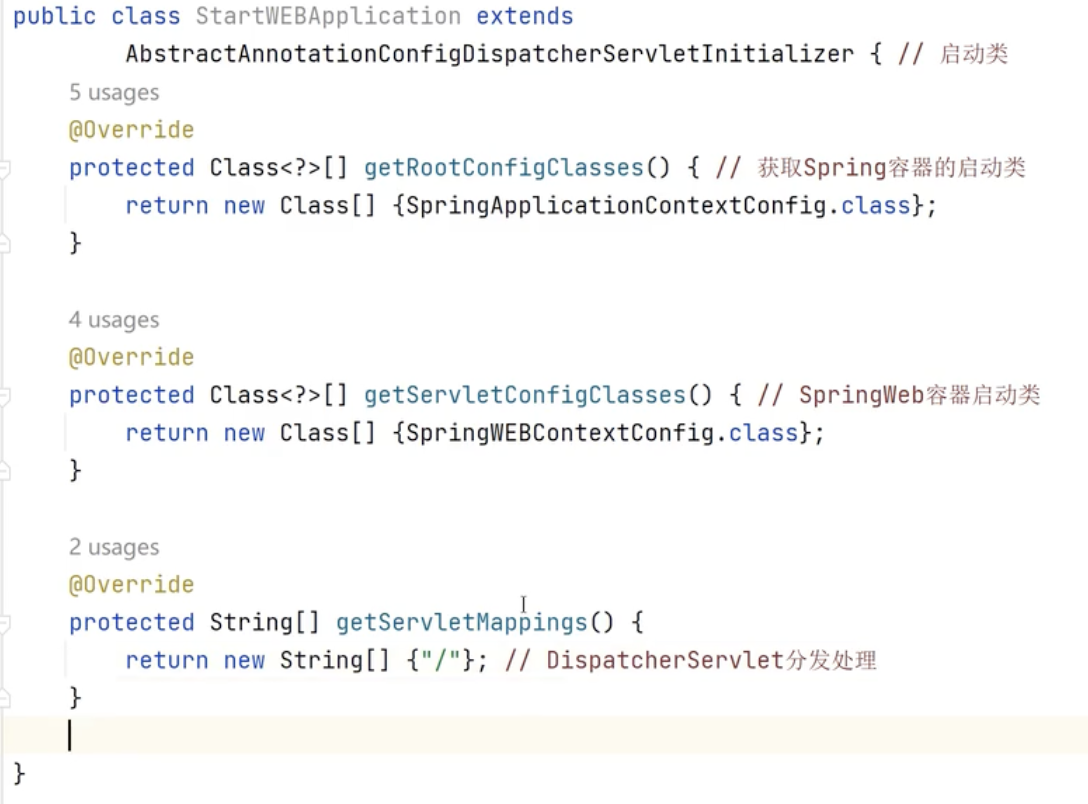 public class StartWEBApplication extends
        AbstractAnnotationConfigDispatcherServletInitializer { // 启动类
    5 usages
    @Override
    protected Class<?>[] getRootConfigClasses() { // 获取Spring容器的启动类
        return new Class[] {SpringApplicationContextConfig.class};
    }
    4 usages
    @Override
    protected Class<?>[] getServletConfigClasses() { // SpringWeb容器启动类
        return new Class[] {SpringWEBContextConfig.class};
    }
    2 usages
    @Override
    protected String[] getServletMappings() {
        return new String[] {"/"}; // DispatcherServlet分发处理
    }
}